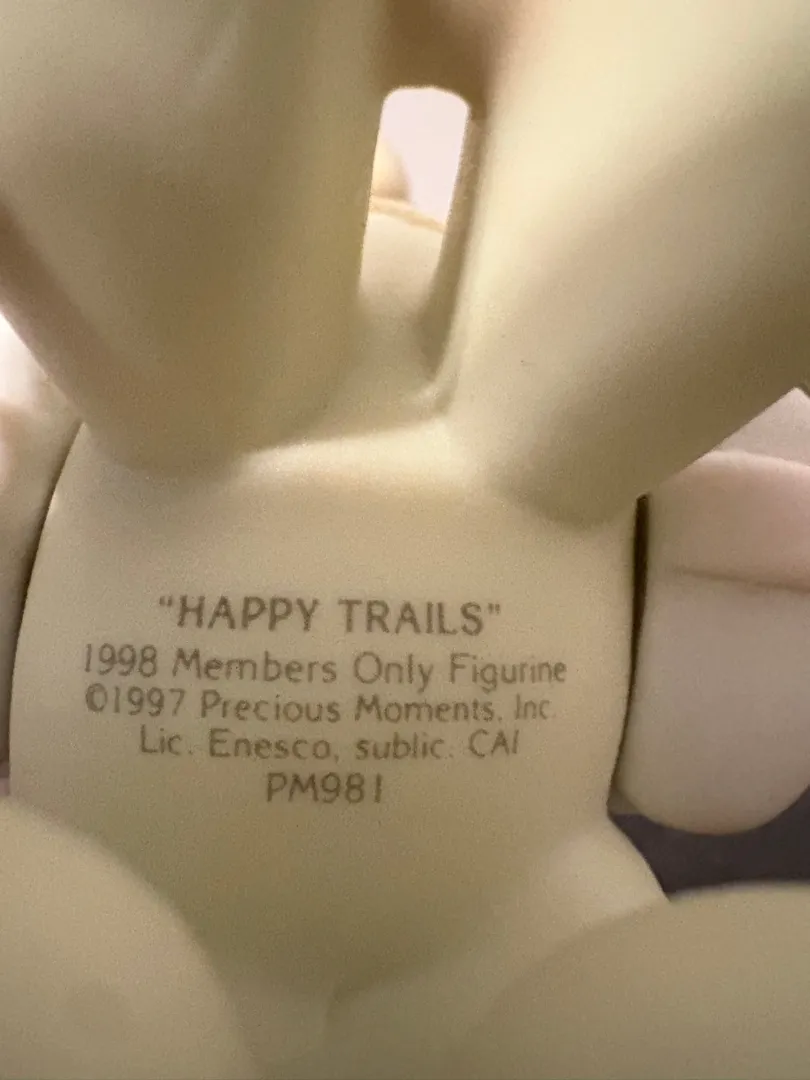 “HAPPY TRAILS”
1998 Members Only Figurine
©1997 Precious Moments, Inc.
Lic. Enesco, sublic. CAI
PM981